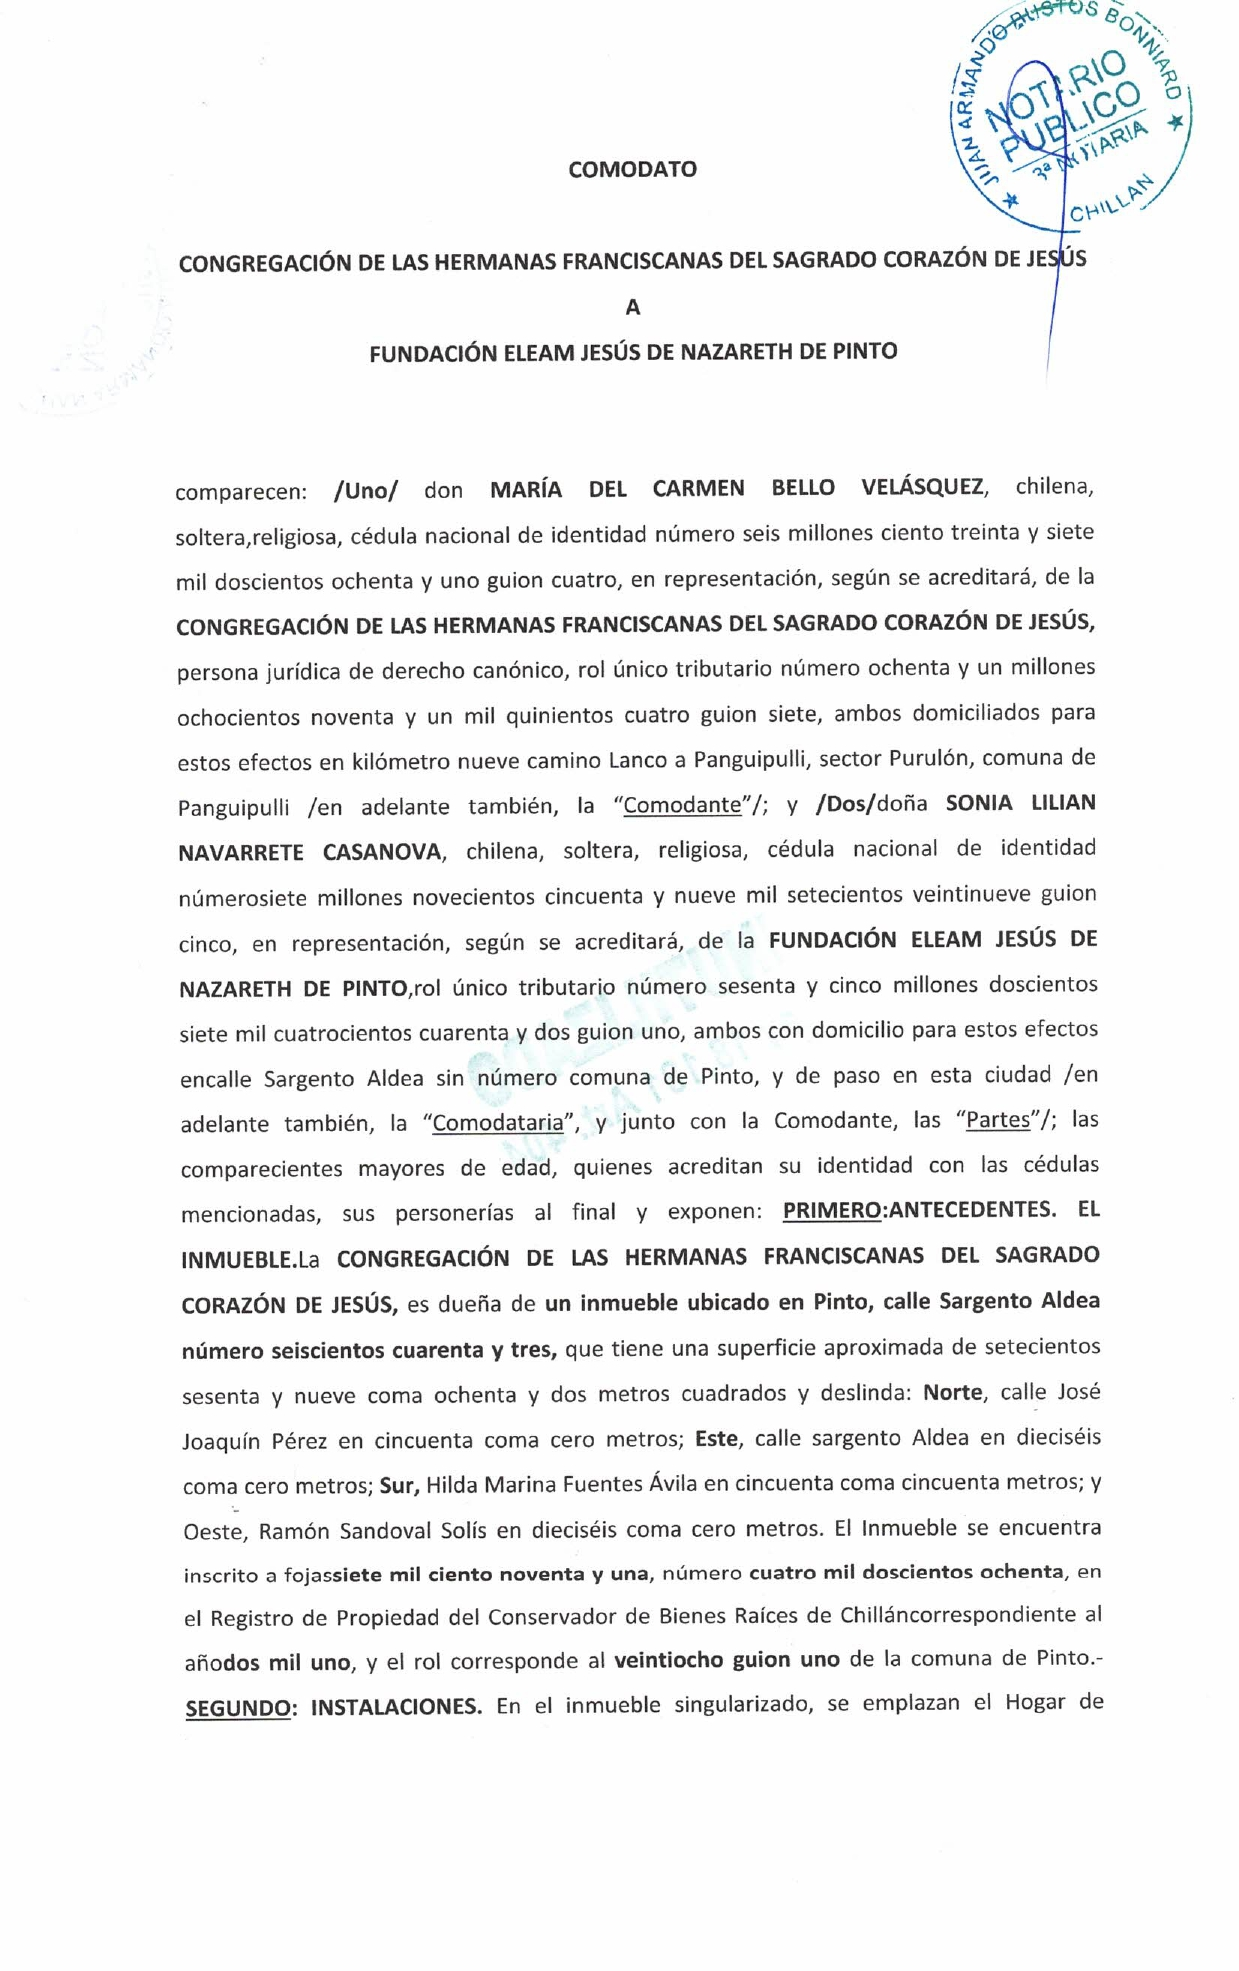 JUAN ARMANDO BUSTOS BONNIARD
NOTARIO
PUBLICO
3ª NOTARIA
CHILLAN
COMODATO
CONGREGACIÓN DE LAS HERMANAS FRANCISCANAS DEL SAGRADO CORAZÓN DE JESÚS
A
FUNDACIÓN ELEAM JESÚS DE NAZARETH DE PINTO
comparecen: /Uno/ don MARÍA DEL CARMEN BELLO VELÁSQUEZ, chilena,
soltera,religiosa, cédula nacional de identidad número seis millones ciento treinta y siete
mil doscientos ochenta y uno guion cuatro, en representación, según se acreditará, de la
CONGREGACIÓN DE LAS HERMANAS FRANCISCANAS DEL SAGRADO CORAZÓN DE JESÚS,
persona jurídica de derecho canónico, rol único tributario número ochenta y un millones
ochocientos noventa y un mil quinientos cuatro guion siete, ambos domiciliados para
estos efectos en kilómetro nueve camino Lanco a Panguipulli, sector Purulón, comuna de
Panguipulli /en adelante también, la “Comodante”/; y /Dos/doña SONIA LILIAN
NAVARRETE CASANOVA, chilena, soltera, religiosa, cédula nacional de identidad
númerosiete millones novecientos cincuenta y nueve mil setecientos veintinueve guion
cinco, en representación, según se acreditará, de la FUNDACIÓN ELEAM JESÚS DE
NAZARETH DE PINTO,rol único tributario número sesenta y cinco millones doscientos
siete mil cuatrocientos cuarenta y dos guion uno, ambos con domicilio para estos efectos
encalle Sargento Aldea sin número comuna de Pinto, y de paso en esta ciudad /en
adelante también, la “Comodataria”, y junto con la Comodante, las “Partes”/; las
comparecientes mayores de edad, quienes acreditan su identidad con las cédulas
mencionadas, sus personerías al final y exponen: PRIMERO:ANTECEDENTES. EL
INMUEBLE.La CONGREGACIÓN DE LAS HERMANAS FRANCISCANAS DEL SAGRADO
CORAZÓN DE JESÚS, es dueña de un inmueble ubicado en Pinto, calle Sargento Aldea
número seiscientos cuarenta y tres, que tiene una superficie aproximada de setecientos
sesenta y nueve coma ochenta y dos metros cuadrados y deslinda: Norte, calle José
Joaquín Pérez en cincuenta coma cero metros; Este, calle sargento Aldea en dieciséis
coma cero metros; Sur, Hilda Marina Fuentes Ávila en cincuenta coma cincuenta metros; y
Oeste, Ramón Sandoval Solís en dieciséis coma cero metros. El Inmueble se encuentra
inscrito a fojassiete mil ciento noventa y una, número cuatro mil doscientos ochenta, en
el Registro de Propiedad del Conservador de Bienes Raíces de Chilláncorrespondiente al
añodos mil uno, y el rol corresponde al veintiocho guion uno de la comuna de Pinto.-
SEGUNDO: INSTALACIONES. En el inmueble singularizado, se emplazan el Hogar de